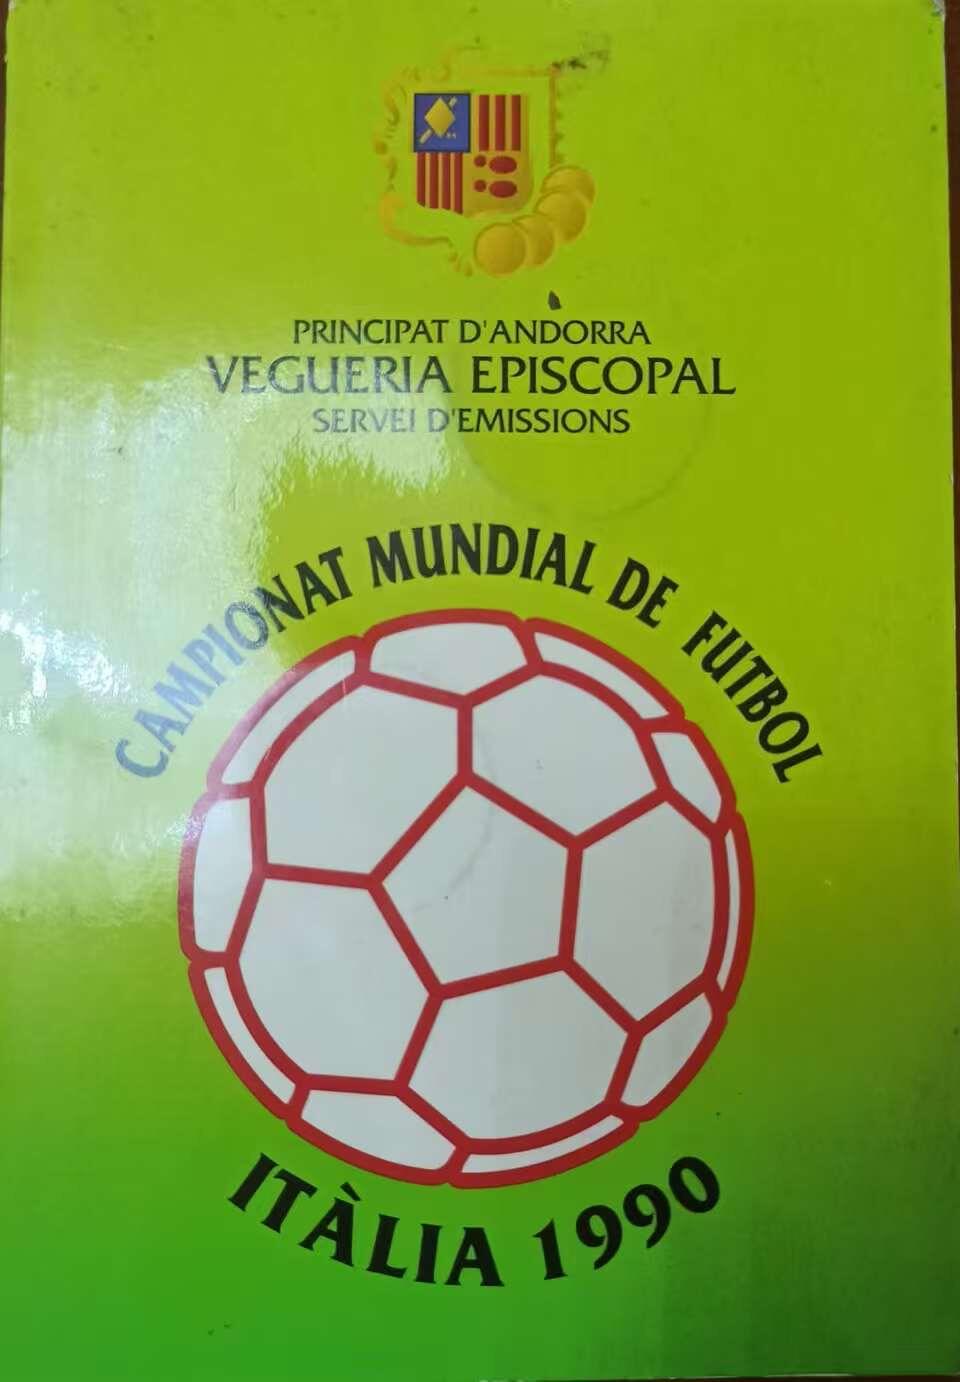 PRINCIPAT D'ANDORRA
VEGUERIA EPISCOPAL
SERVEI D'EMISSIONS
CAMPIONAT MUNDIAL DE FUTBOL
ITÀLIA 1990